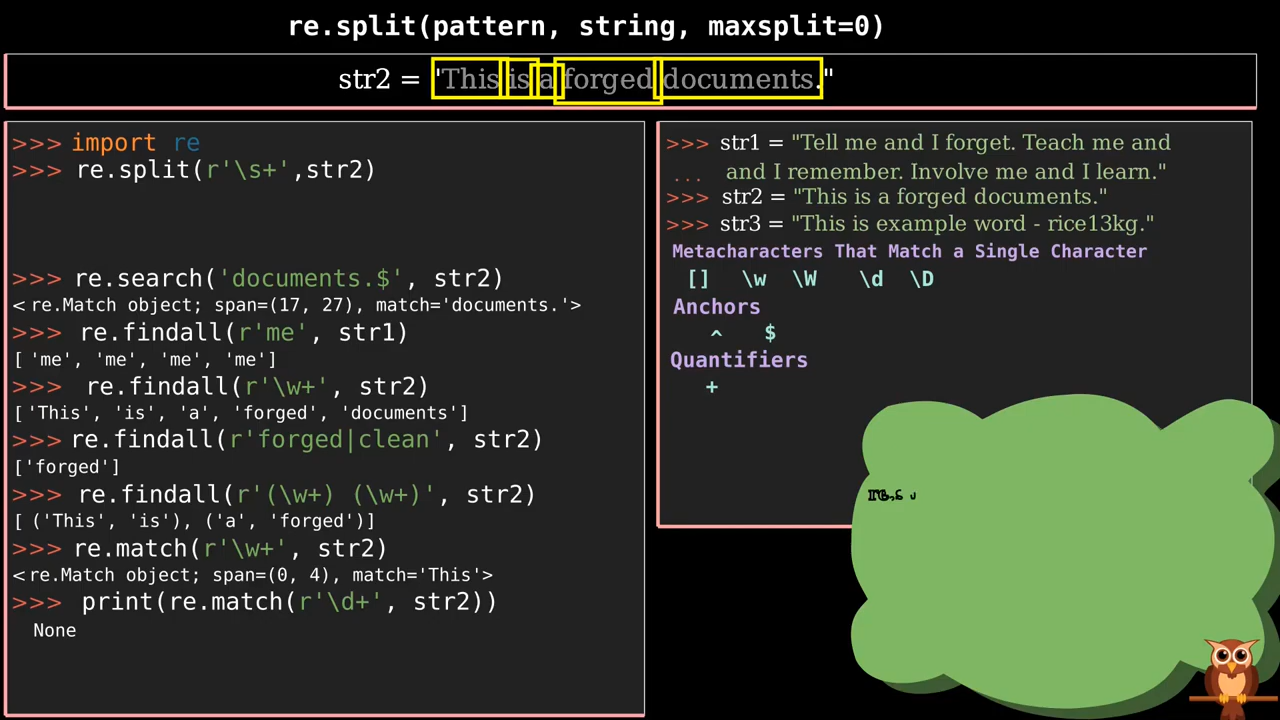 re.split(pattern, string, maxsplit=0)
str2 = "This is a forged documents."
>>> import re
>>> re.split(r'\s+',str2)
>>> re.search('documents.$', str2)
<re.Match object; span=(17, 27), match='documents.'>
>>> re.findall(r'me', str1)
['me', 'me', 'me', 'me']
>>> re.findall(r'\w+', str2)
['This', 'is', 'a', 'forged', 'documents']
>>> re.findall(r'forged|clean', str2)
['forged']
>>> re.findall(r'(\w+) (\w+)', str2)
[('This', 'is'), ('a', 'forged')]
>>> re.match(r'\w+', str2)
<re.Match object; span=(0, 4), match='This'>
>>> print(re.match(r'\d+', str2))
None
>>> str1 = "Tell me and I forget. Teach me and
... and I remember. Involve me and I learn."
>>> str2 = "This is a forged documents."
>>> str3 = "This is example word - rice13kg."
Metacharacters That Match a Single Character
[] \w \W \d \D
Anchors
^ $
Quantifiers
+